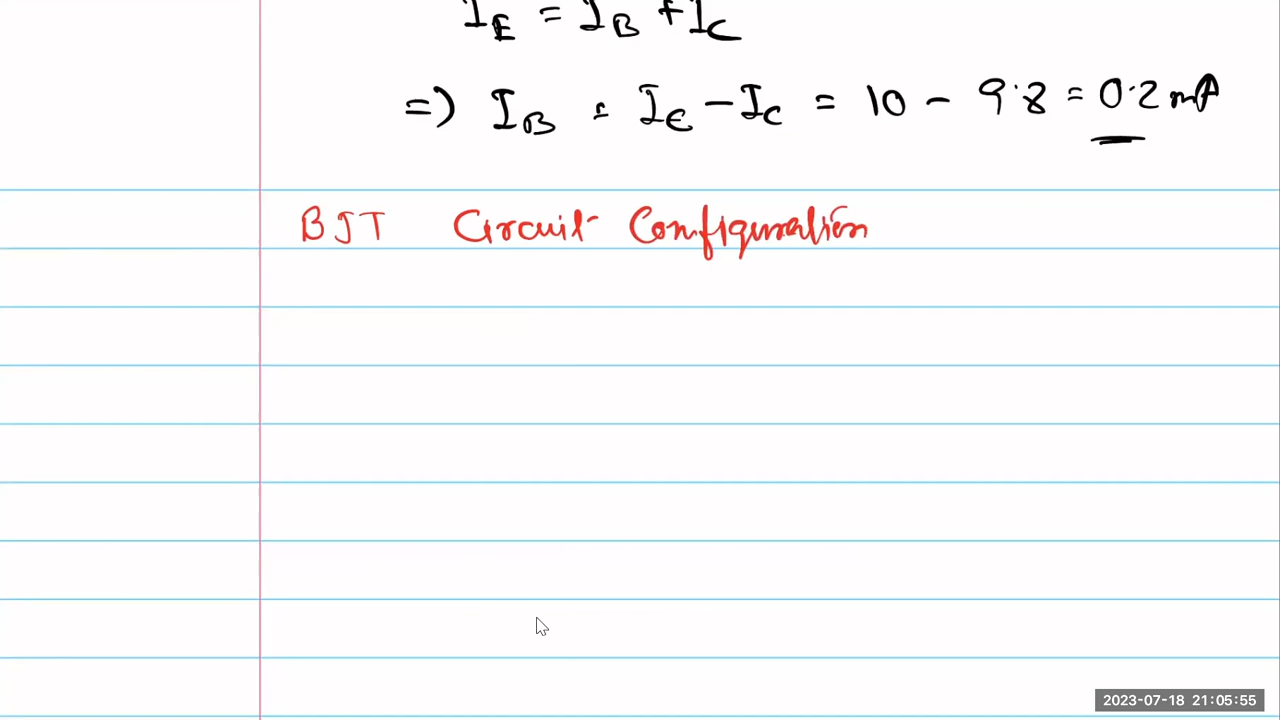 I_E = I_B + I_C
=) I_B = I_E - I_C = 10 - 9.8 = 0.2 mA
BJT Circuit Configuration
2023-07-18 21:05:55